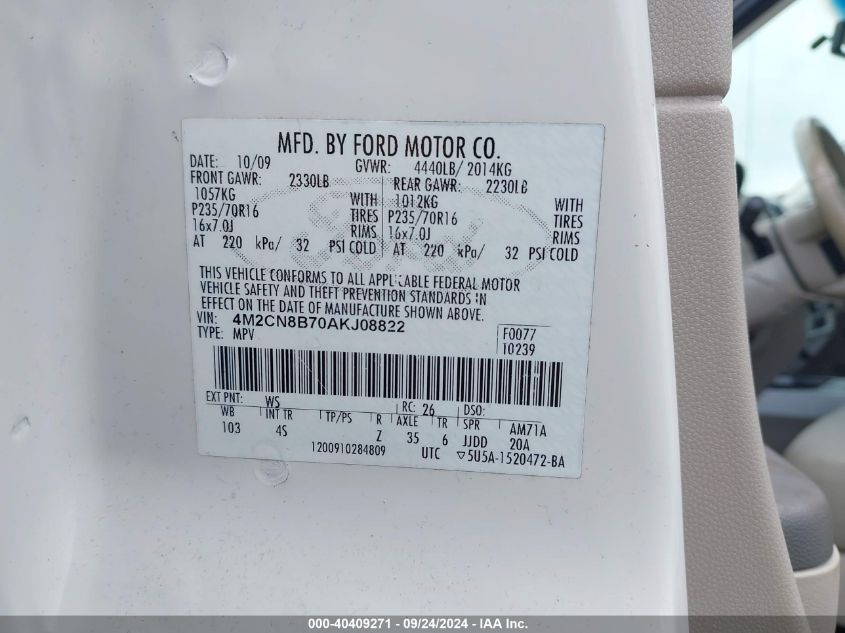 MFD. BY FORD MOTOR CO.
DATE: 10/09 GVWR: 4440LB/ 2014KG
FRONT GAWR: 2330LB REAR GAWR: 2230LB
1057KG WITH 1012KG WITH
P235/70R16 TIRES P235/70R16 TIRES
16x7.0J RIMS 16x7.0J RIMS
AT 220 kPa/ 32 PSI COLD AT 220 kPa/ 32 PSI COLD
THIS VEHICLE CONFORMS TO ALL APPLICABLE FEDERAL MOTOR
VEHICLE SAFETY AND THEFT PREVENTION STANDARDS IN
EFFECT ON THE DATE OF MANUFACTURE SHOWN ABOVE.
VIN: 4M2CN8B70AKJ08822 F0077
TYPE: MPV 10239
EXT PNT: WS RC: 26 DSO:
WB INT TR TP/PS R AXLE TR SPR AM71A
103 4S Z 35 6 JJDD 20A
1200910284809 UTC ▽5U5A-1520472-BA
000-40409271 - 09/24/2024 - IAA Inc.